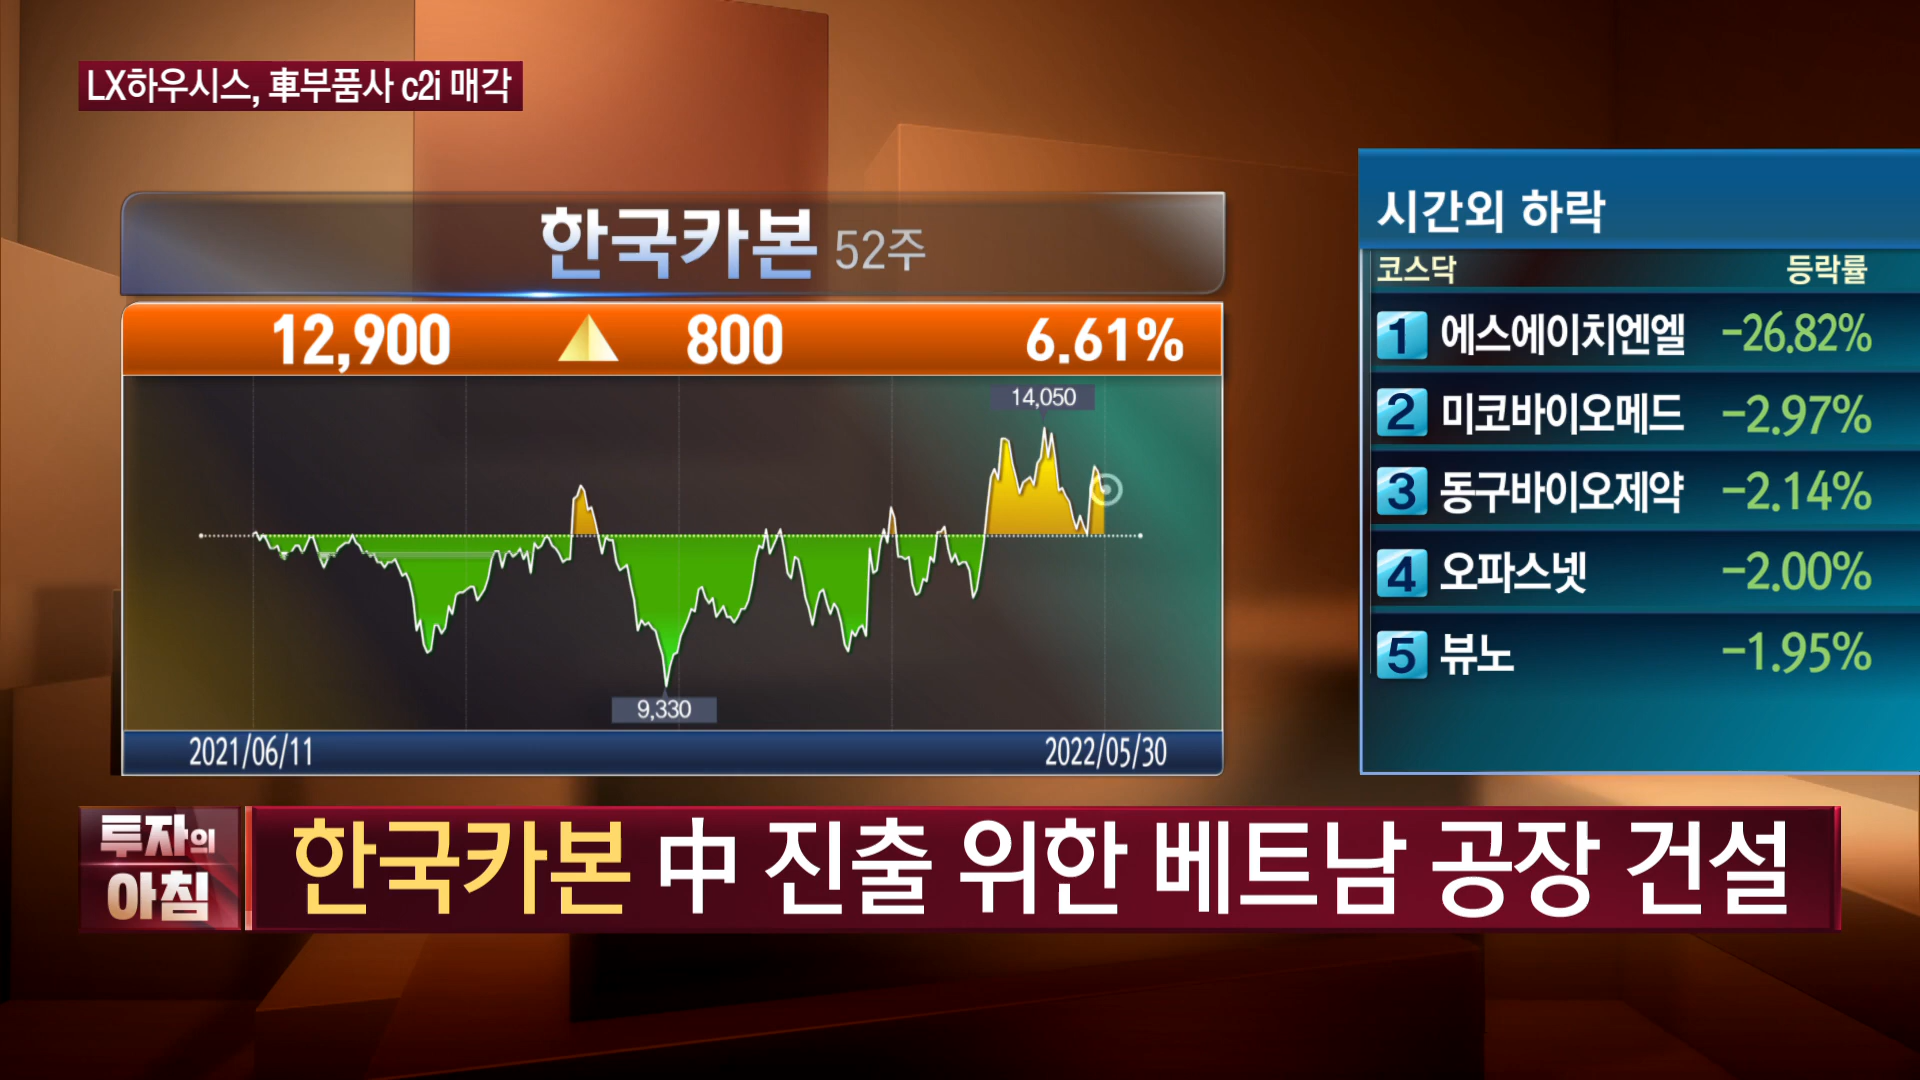 LX하우시스, 車부품사 c2i 매각
한국카본 52주
12,900 ▲ 800 6.61%
14,050
9,330
2021/06/11 2022/05/30
시간외 하락
코스닥 등락률
1 에스에이치엔엘 -26.82%
2 미코바이오메드 -2.97%
3 동구바이오제약 -2.14%
4 오파스넷 -2.00%
5 뷰노 -1.95%
투자의
아침
한국카본 中 진출 위한 베트남 공장 건설